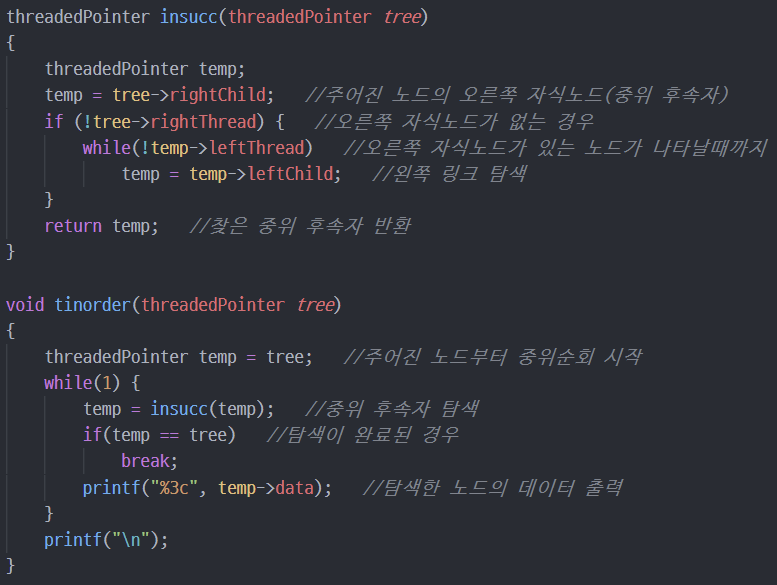 threadedPointer insucc(threadedPointer tree)
{
    threadedPointer temp;
    temp = tree->rightChild;   //주어진 노드의 오른쪽 자식노드(중위 후속자)
    if (!tree->rightThread) {   //오른쪽 자식노드가 없는 경우
        while(!temp->leftThread)   //오른쪽 자식노드가 있는 노드가 나타날때까지
            temp = temp->leftChild;   //왼쪽 링크 탐색
    }
    return temp;   //찾은 중위 후속자 반환
}

void tinorder(threadedPointer tree)
{
    threadedPointer temp = tree;   //주어진 노드부터 중위순회 시작
    while(1) {
        temp = insucc(temp);   //중위 후속자 탐색
        if(temp == tree)   //탐색이 완료된 경우
            break;
        printf("%3c", temp->data);   //탐색한 노드의 데이터 출력
    }
    printf("\n");
}